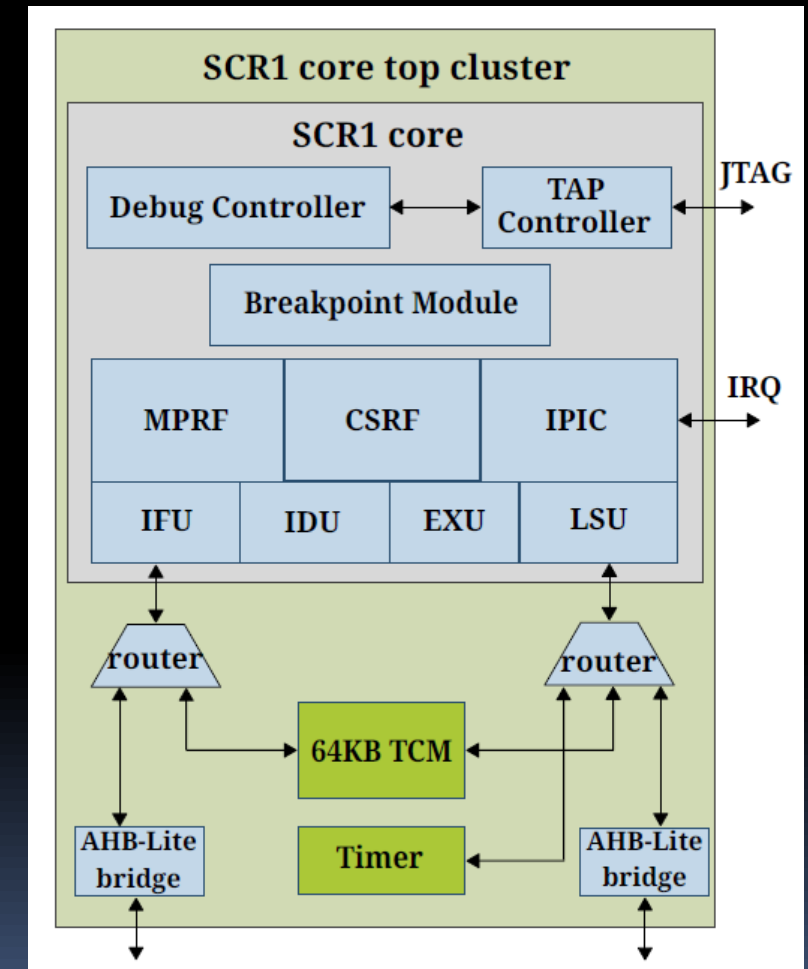 SCR1 core top cluster
SCR1 core
Debug Controller
TAP
Controller
JTAG
Breakpoint Module
MPRF
CSRF
IPIC
IRQ
IFU
IDU
EXU
LSU
router
router
64KB TCM
Timer
AHB-Lite
bridge
AHB-Lite
bridge